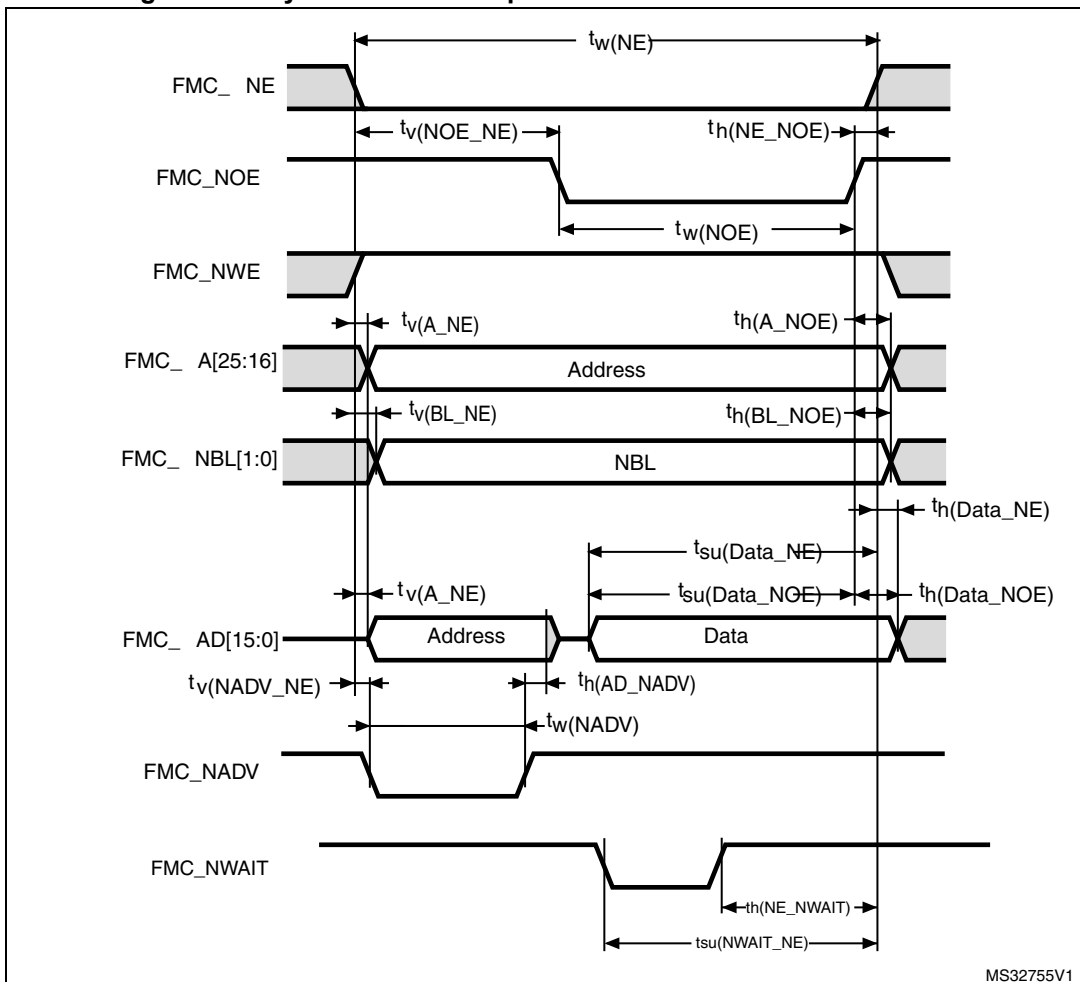 tw(NE)
FMC_ NE
tv(NOE_NE)
th(NE_NOE)
FMC_NOE
tw(NOE)
FMC_NWE
tv(A_NE)
th(A_NOE)
FMC_ A[25:16]
Address
tv(BL_NE)
th(BL_NOE)
FMC_ NBL[1:0]
NBL
th(Data_NE)
tsu(Data_NE)
tv(A_NE)
tsu(Data_NOE)
th(Data_NOE)
FMC_ AD[15:0]
Address
Data
tv(NADV_NE)
th(AD_NADV)
tw(NADV)
FMC_NADV
FMC_NWAIT
th(NE_NWAIT)
tsu(NWAIT_NE)
MS32755V1